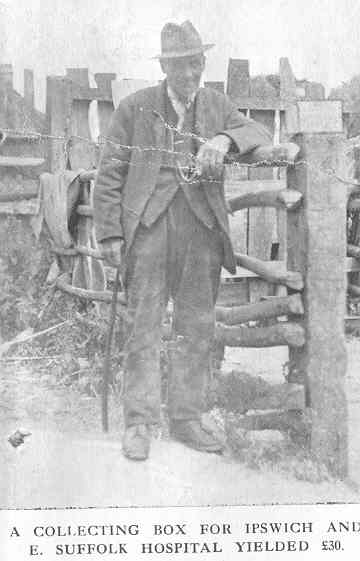 A COLLECTING BOX FOR IPSWICH AND
E. SUFFOLK HOSPITAL YIELDED £30.